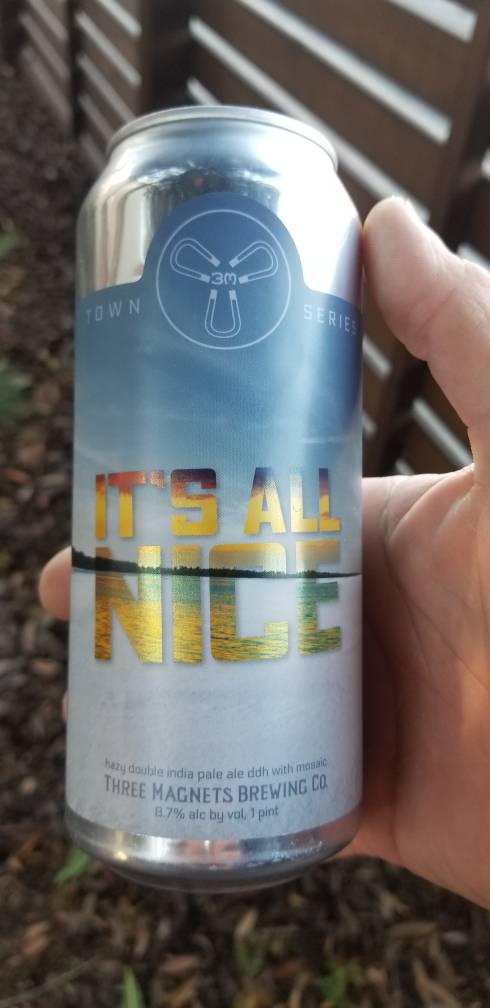 3M
TOWN SERIES
IT'S ALL
NICE
hazy double india pale ale ddh with mosaic
THREE MAGNETS BREWING CO.
8.7% alc by vol, 1 pint